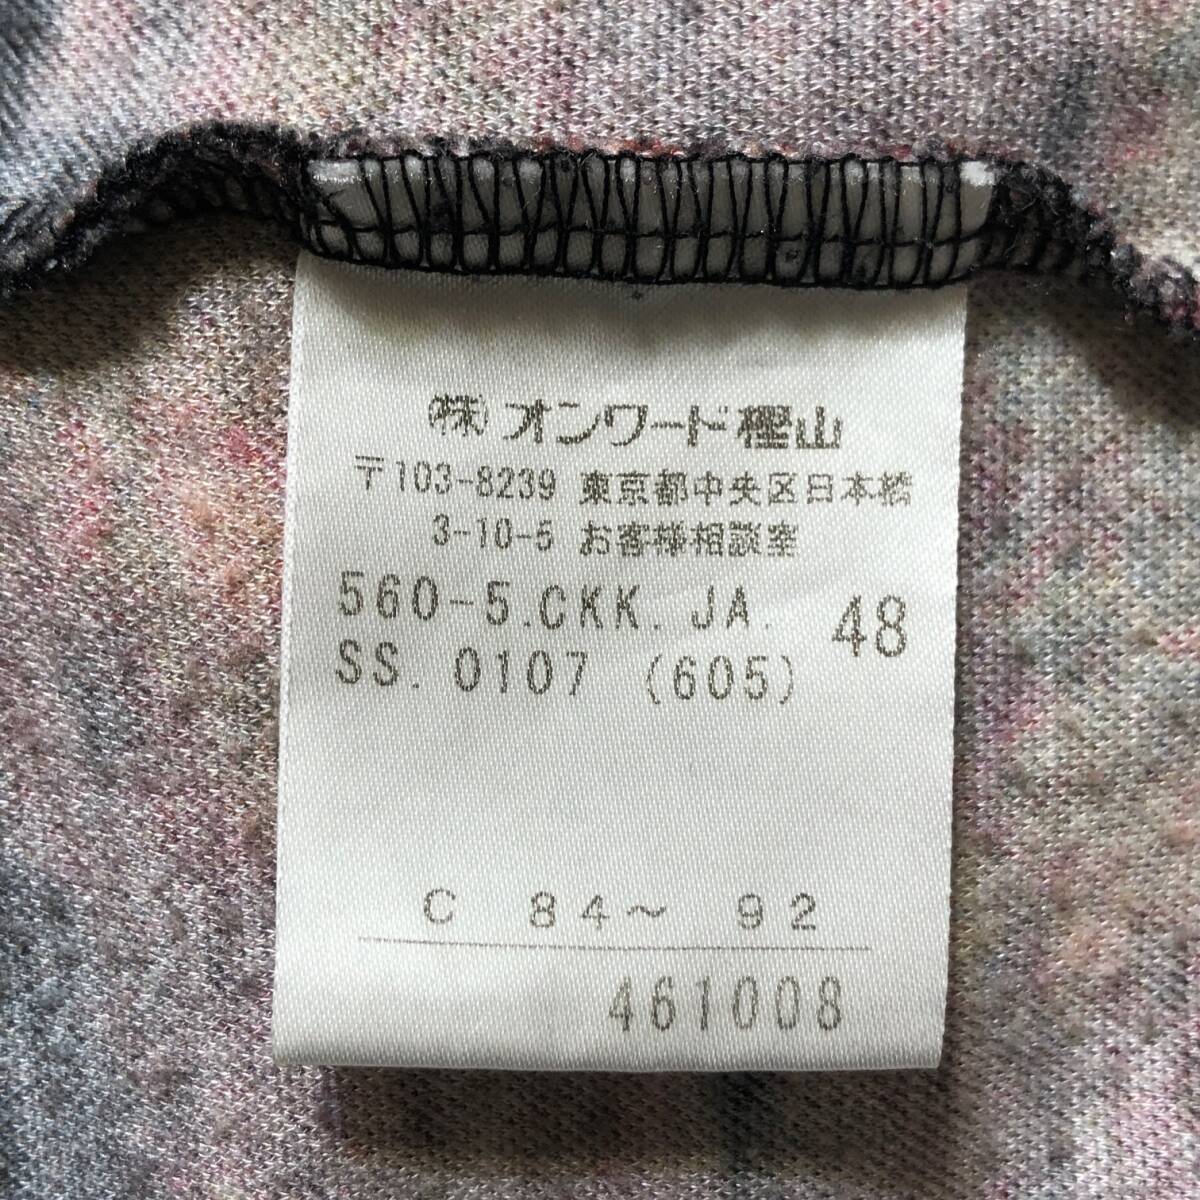 ㈱オンワード樫山
〒103-8239 東京都中央区日本橋
3-10-5 お客様相談室
560-5.CKK. JA. 48
SS. 0107 (605)
C 84〜 92
461008